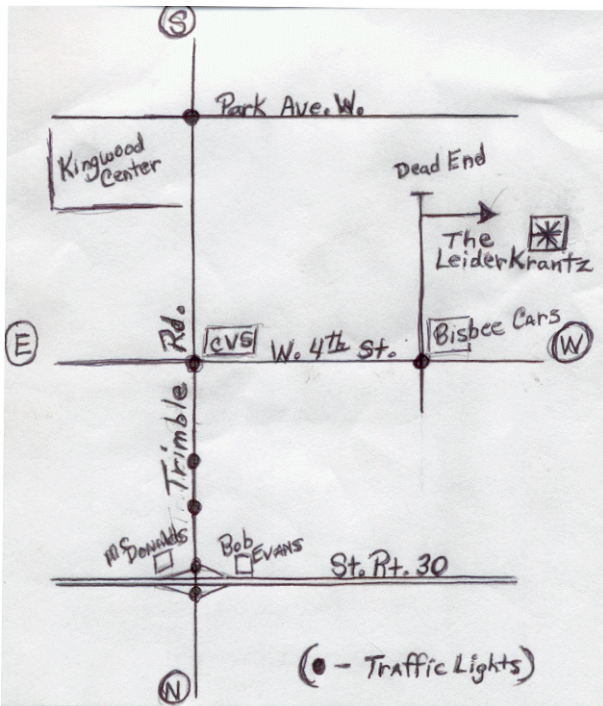 S
Park Ave. W.
Kingwood
Center
Dead End
The
LeiderKrantz
E
Trimble Rd.
CVS
W. 4th St.
Bisbee Cars
W
McDonalds
Bob
Evans
St. Rt. 30
N
(● - Traffic Lights)